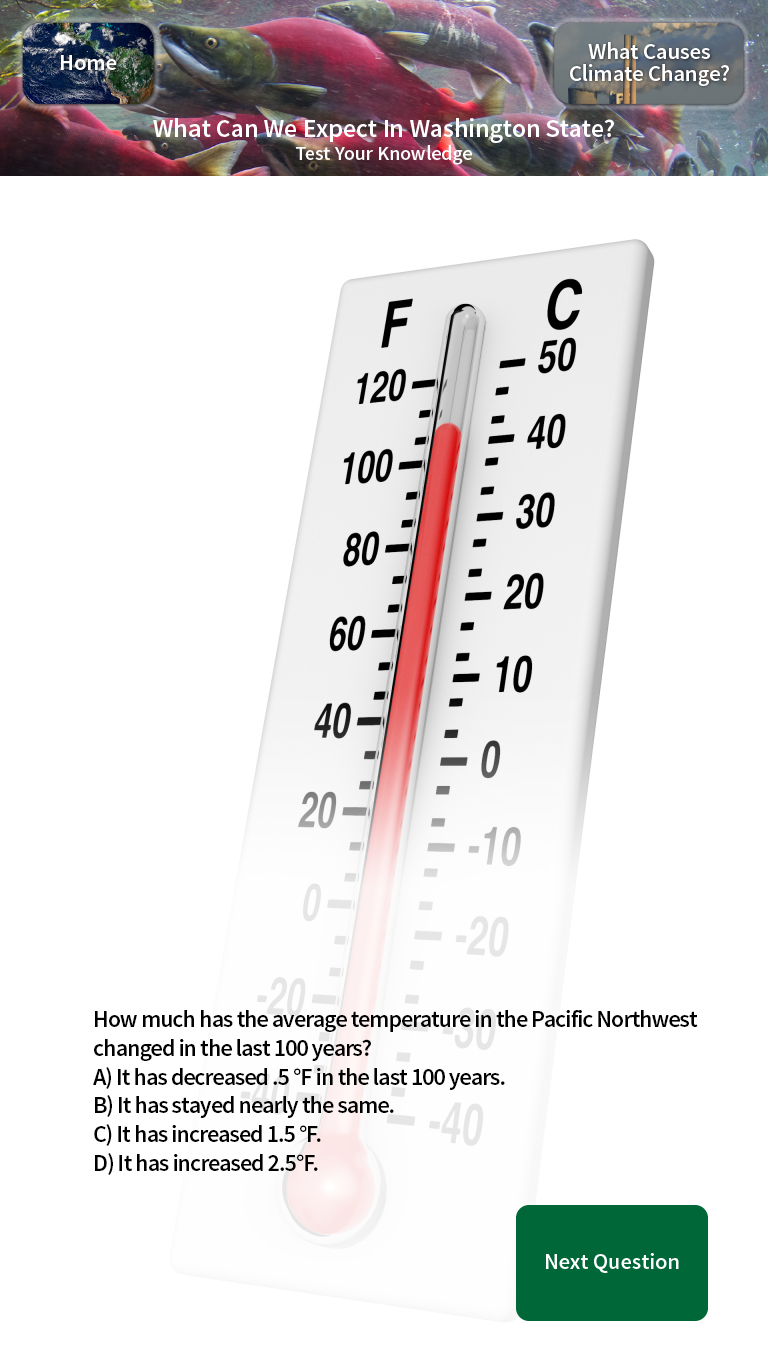 Home
What Causes
Climate Change?
What Can We Expect In Washington State?
Test Your Knowledge
F
C
50
120
40
100
30
80
20
60
10
40
0
20
-10
0
-20
-20
-30
-40
-40
How much has the average temperature in the Pacific Northwest
changed in the last 100 years?
A) It has decreased .5 °F in the last 100 years.
B) It has stayed nearly the same.
C) It has increased 1.5 °F.
D) It has increased 2.5°F.
Next Question